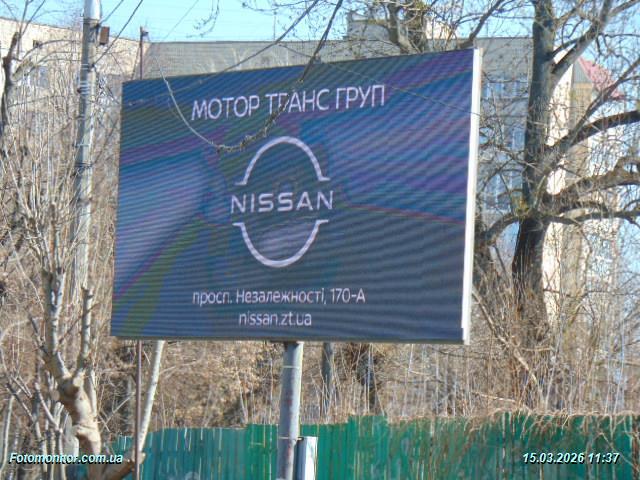 МОТОР ТРАНС ГРУП
NISSAN
просп. Незалежності, 170-А
nissan.zt.ua
Fotomonitor.com.ua
15.03.2026 11:37